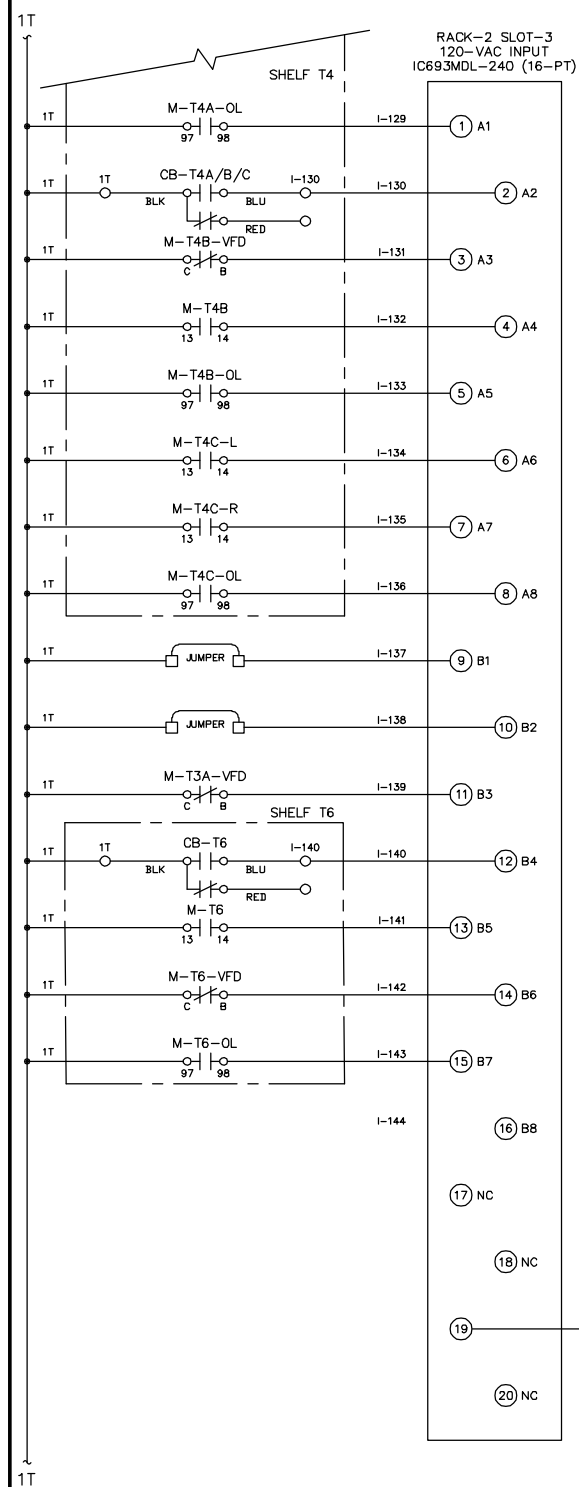 1T
RACK-2 SLOT-3
120-VAC INPUT
IC693MDL-240 (16-PT)
SHELF T4
1T M-T4A-OL I-129 1 A1
97 98
1T 1T CB-T4A/B/C I-130 I-130 2 A2
BLK BLU
RED
1T M-T4B-VFD I-131 3 A3
C B
1T M-T4B I-132 4 A4
13 14
1T M-T4B-OL I-133 5 A5
97 98
1T M-T4C-L I-134 6 A6
13 14
1T M-T4C-R I-135 7 A7
13 14
1T M-T4C-OL I-136 8 A8
97 98
1T JUMPER I-137 9 B1
1T JUMPER I-138 10 B2
1T M-T3A-VFD I-139 11 B3
C B
SHELF T6
1T 1T CB-T6 I-140 I-140 12 B4
BLK BLU
RED
1T M-T6 I-141 13 B5
13 14
1T M-T6-VFD I-142 14 B6
C B
1T M-T6-OL I-143 15 B7
97 98
I-144 16 B8
17 NC
18 NC
19
20 NC
1T